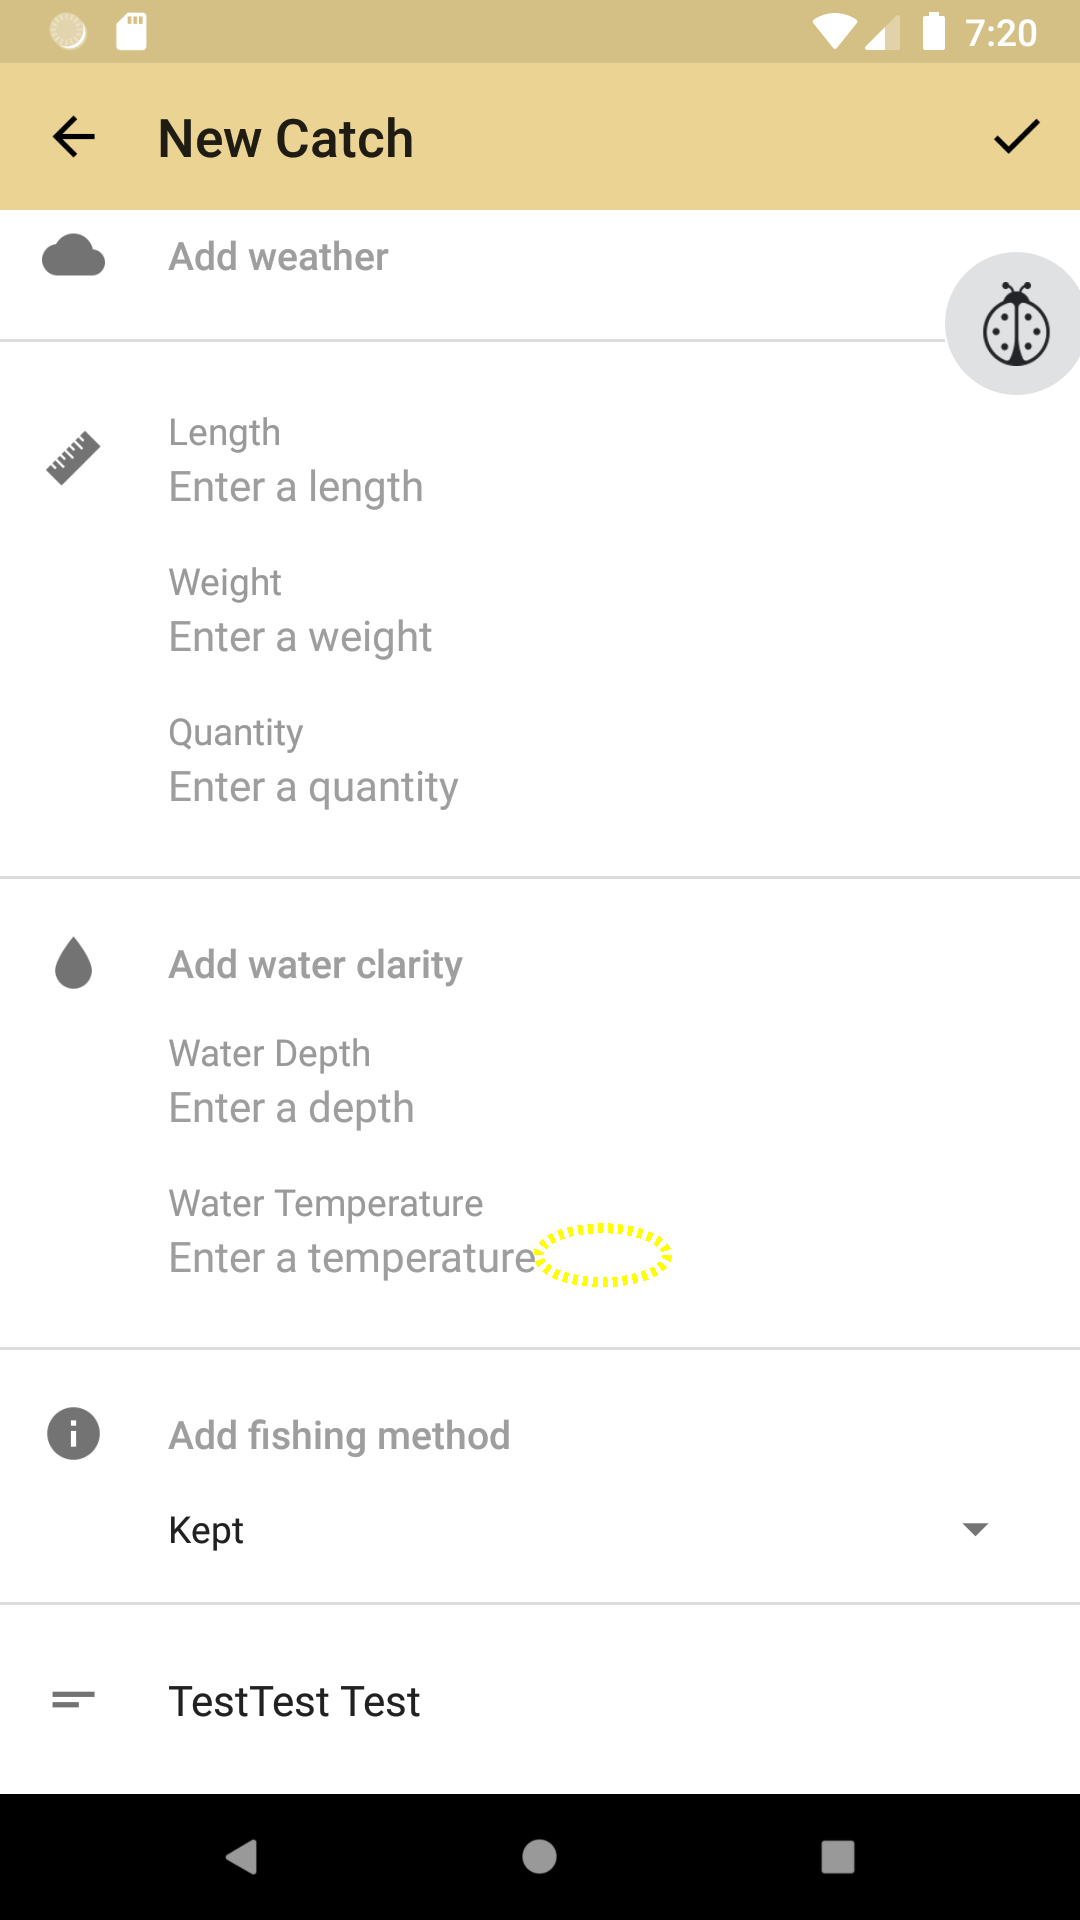 7:20
New Catch
Add weather
Length
Enter a length
Weight
Enter a weight
Quantity
Enter a quantity
Add water clarity
Water Depth
Enter a depth
Water Temperature
Enter a temperature
Add fishing method
Kept
TestTest Test